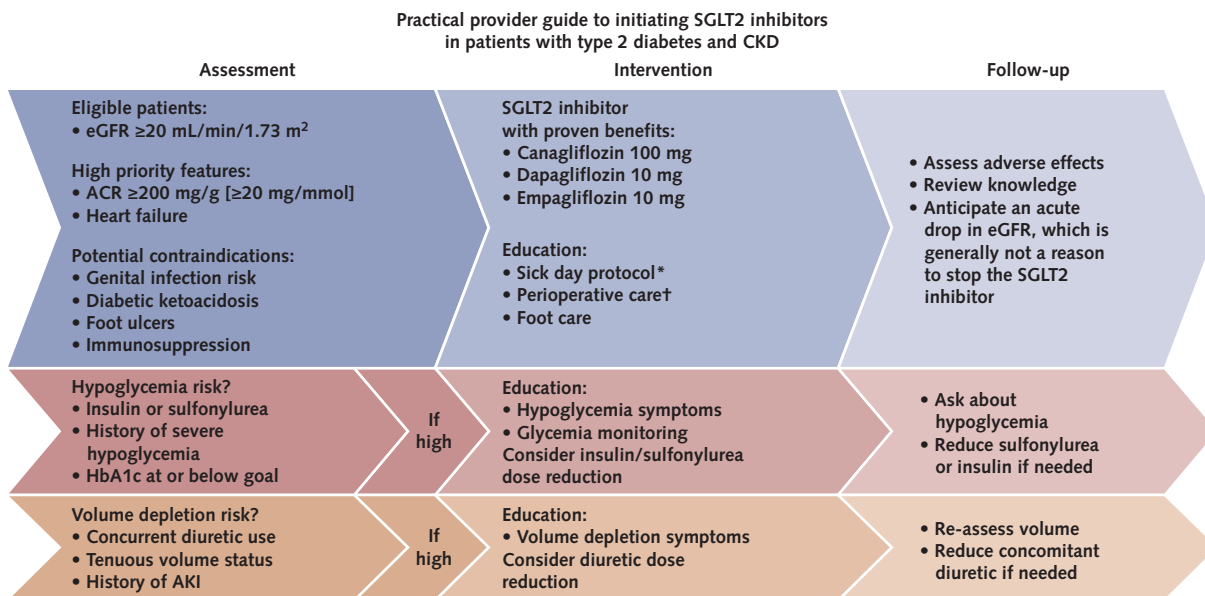 Practical provider guide to initiating SGLT2 inhibitors
in patients with type 2 diabetes and CKD
Assessment
Intervention
Follow-up
Eligible patients:
• eGFR ≥20 mL/min/1.73 m²
High priority features:
• ACR ≥200 mg/g [≥20 mg/mmol]
• Heart failure
Potential contraindications:
• Genital infection risk
• Diabetic ketoacidosis
• Foot ulcers
• Immunosuppression
SGLT2 inhibitor
with proven benefits:
• Canagliflozin 100 mg
• Dapagliflozin 10 mg
• Empagliflozin 10 mg
Education:
• Sick day protocol*
• Perioperative care†
• Foot care
• Assess adverse effects
• Review knowledge
• Anticipate an acute
drop in eGFR, which is
generally not a reason
to stop the SGLT2
inhibitor
Hypoglycemia risk?
• Insulin or sulfonylurea
• History of severe
hypoglycemia
• HbA1c at or below goal
If
high
Education:
• Hypoglycemia symptoms
• Glycemia monitoring
Consider insulin/sulfonylurea
dose reduction
• Ask about
hypoglycemia
• Reduce sulfonylurea
or insulin if needed
Volume depletion risk?
• Concurrent diuretic use
• Tenuous volume status
• History of AKI
If
high
Education:
• Volume depletion symptoms
Consider diuretic dose
reduction
• Re-assess volume
• Reduce concomitant
diuretic if needed